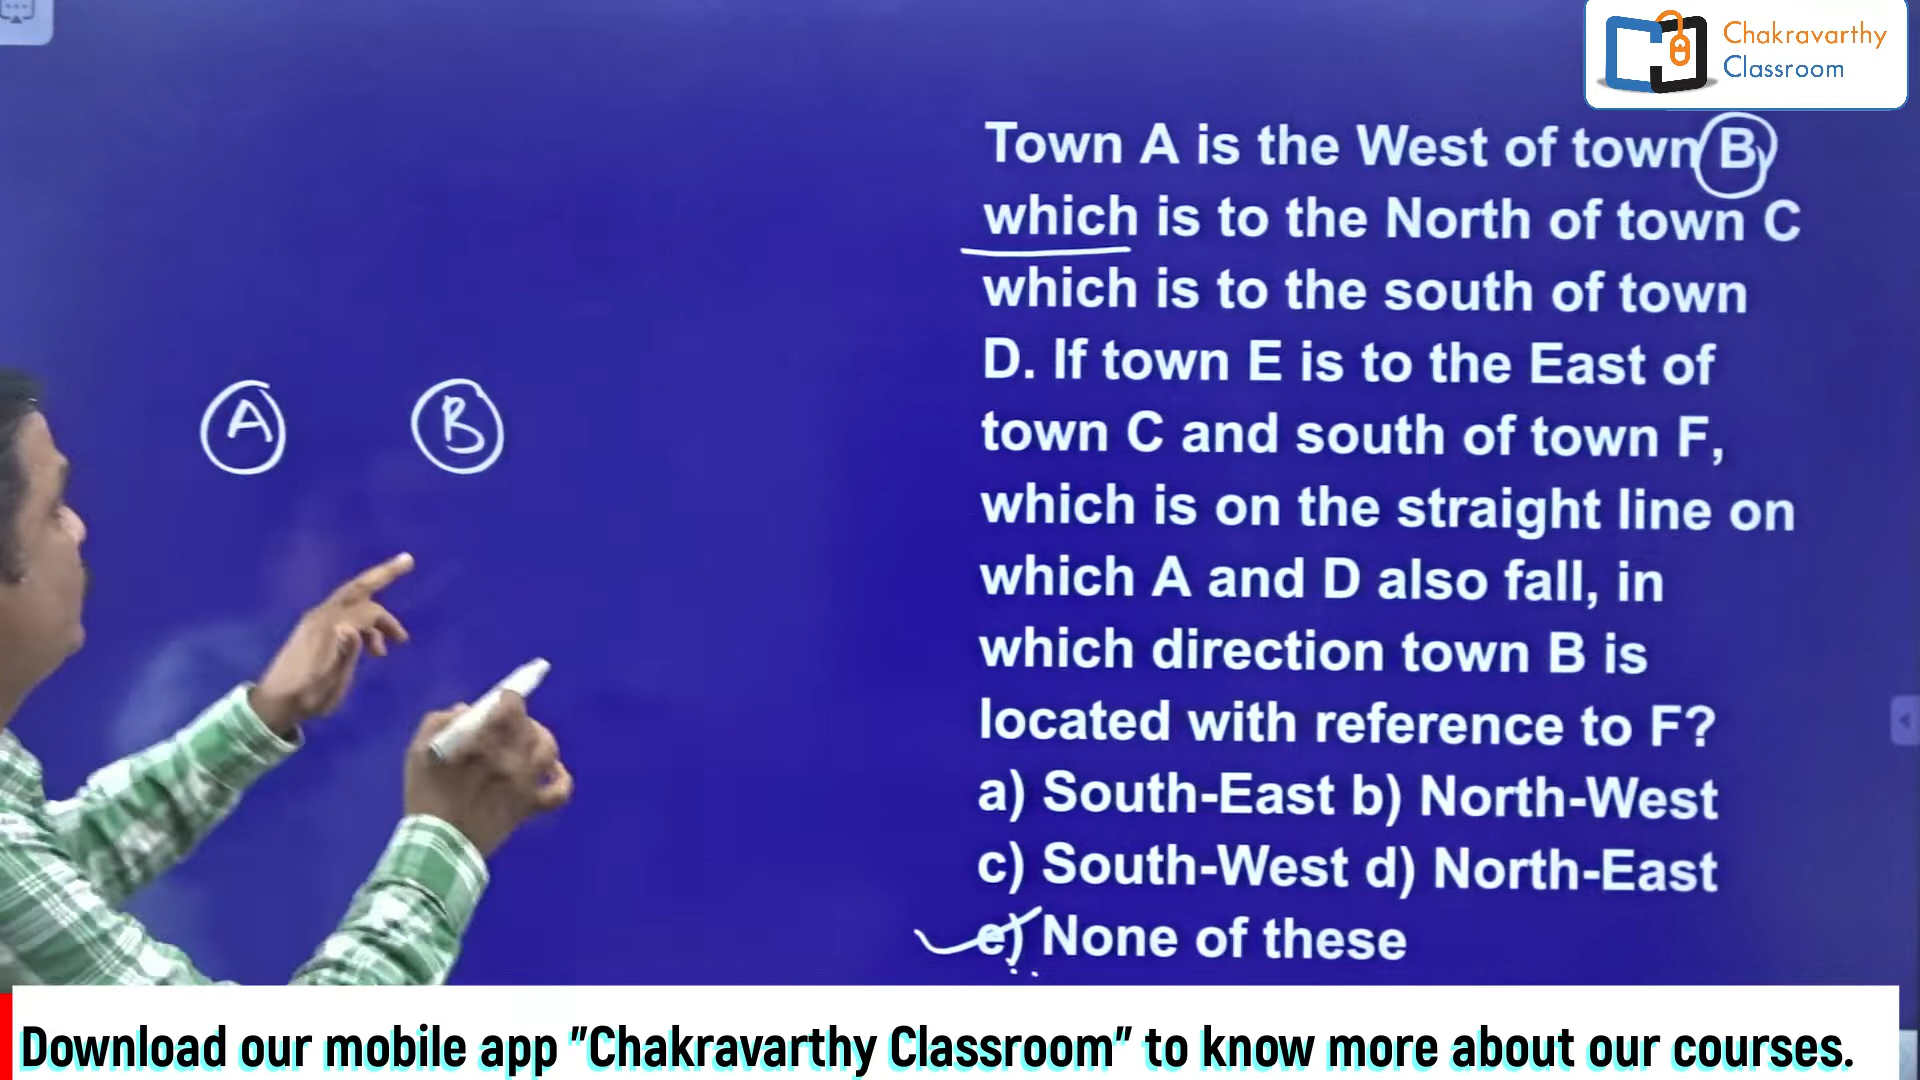 Chakravarthy
Classroom
Town A is the West of town B,
which is to the North of town C
which is to the south of town
D. If town E is to the East of
town C and south of town F,
which is on the straight line on
which A and D also fall, in
which direction town B is
located with reference to F?
a) South-East b) North-West
c) South-West d) North-East
e) None of these
A B
Download our mobile app "Chakravarthy Classroom" to know more about our courses.